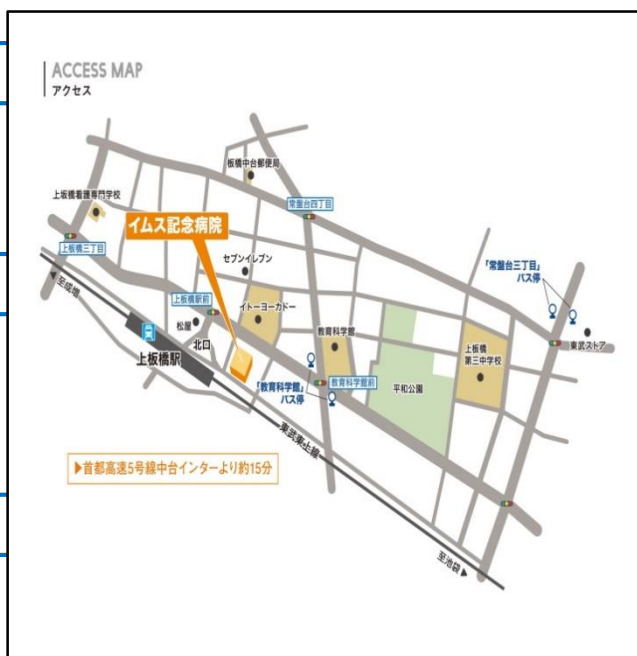 ACCESS MAP
アクセス
板橋中台郵便局
上坂橋看護専門学校
常盤台四丁目
イムス記念病院
上板橋三丁目
セブンイレブン
「常盤台三丁目」
バス停
◀至成増
上板橋駅前
イトーヨーカドー
松屋
教育科学館
東武ストア
上板橋駅
北口
上板橋
第三中学校
「教育科学館」
バス停
教育科学館前
平和公園
東武東上線
▶首都高速5号線中台インターより約15分
至池袋▶